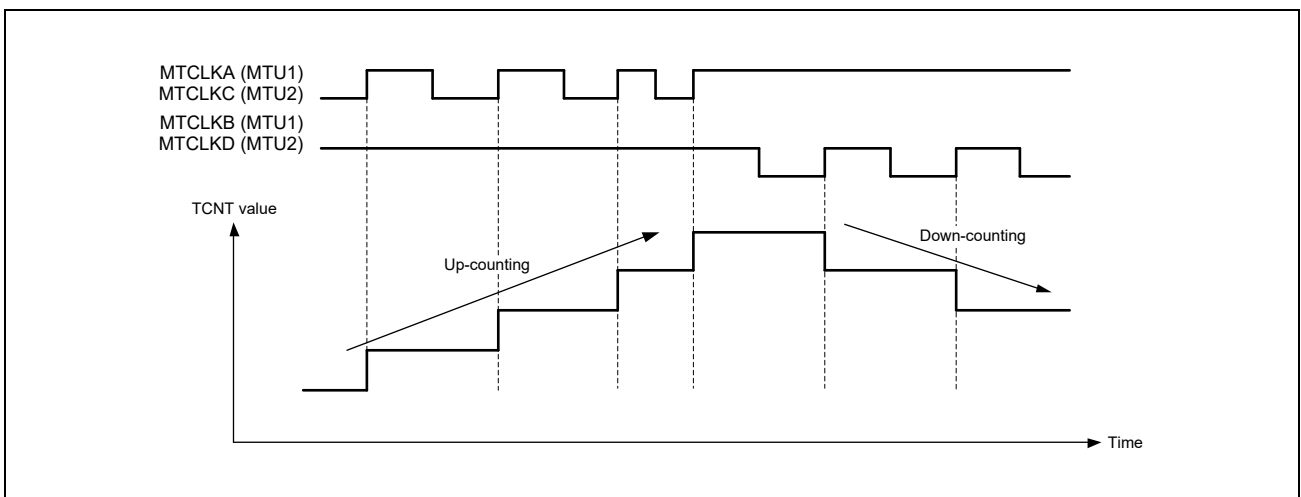 MTCLKA (MTU1)
MTCLKC (MTU2)
MTCLKB (MTU1)
MTCLKD (MTU2)
TCNT value
Up-counting
Down-counting
Time